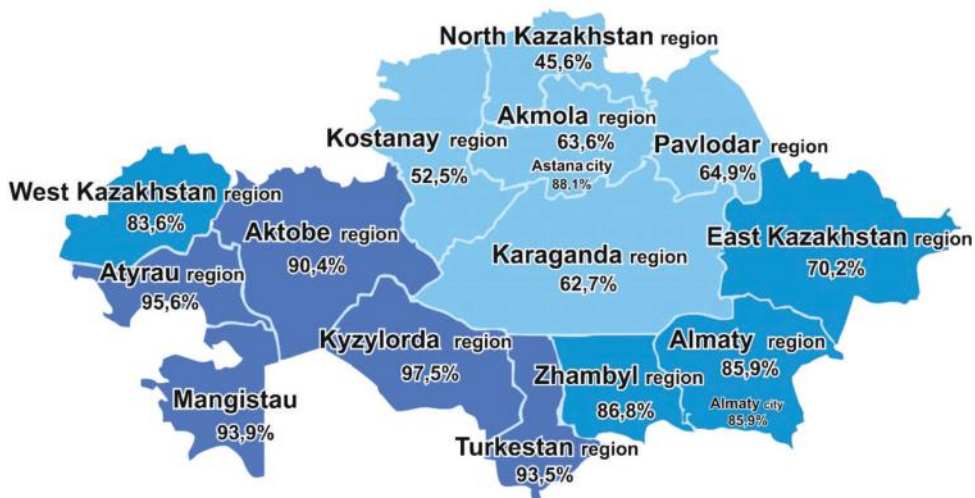 North Kazakhstan region
45,6%
Akmola region
63,6%
Astana city
88,1%
Kostanay region
52,5%
Pavlodar region
64,9%
West Kazakhstan region
83,6%
Aktobe region
90,4%
East Kazakhstan region
70,2%
Karaganda region
62,7%
Atyrau region
95,6%
Kyzylorda region
97,5%
Almaty region
85,9%
Zhambyl region
86,8%
Almaty city
85,9%
Mangistau
93,9%
Turkestan region
93,5%